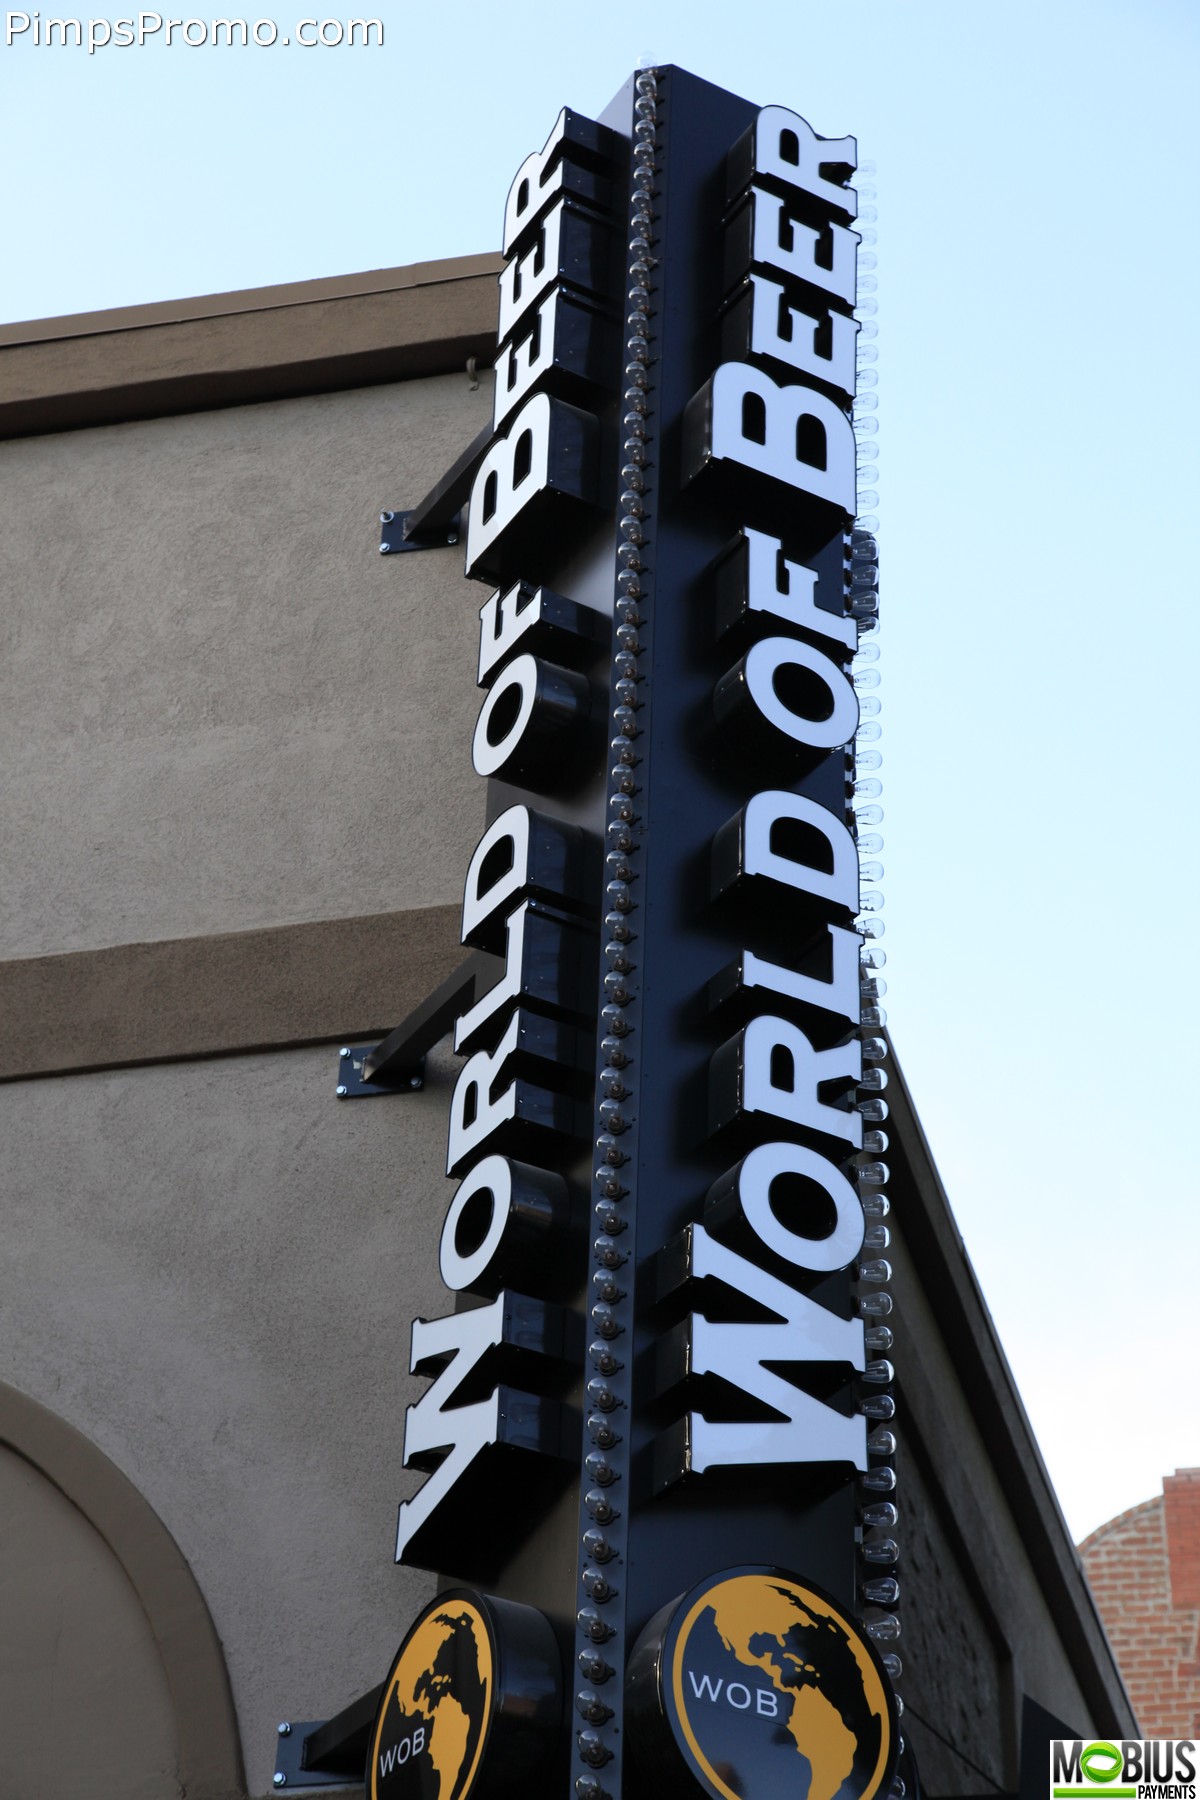 PimpsPromo.com
WORLD OF BEER
WORLD OF BEER
WOB
WOB
MOBIUS
PAYMENTS